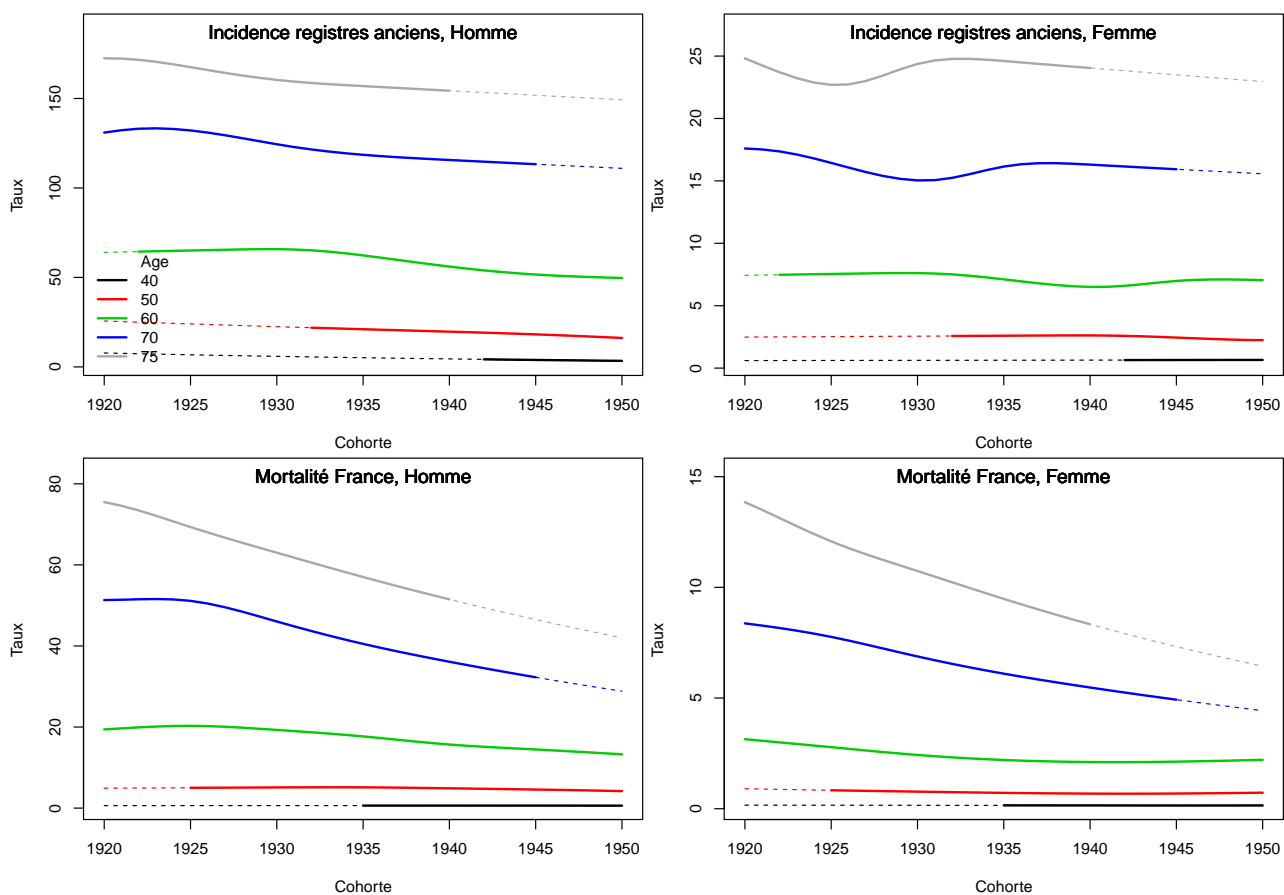 Incidence registres anciens, Homme
Taux
0 50 100 150
Age
40
50
60
70
75
1920 1925 1930 1935 1940 1945 1950
Cohorte
Incidence registres anciens, Femme
Taux
0 5 10 15 20 25
1920 1925 1930 1935 1940 1945 1950
Cohorte
Mortalité France, Homme
Taux
0 20 40 60 80
1920 1925 1930 1935 1940 1945 1950
Cohorte
Mortalité France, Femme
Taux
0 5 10 15
1920 1925 1930 1935 1940 1945 1950
Cohorte